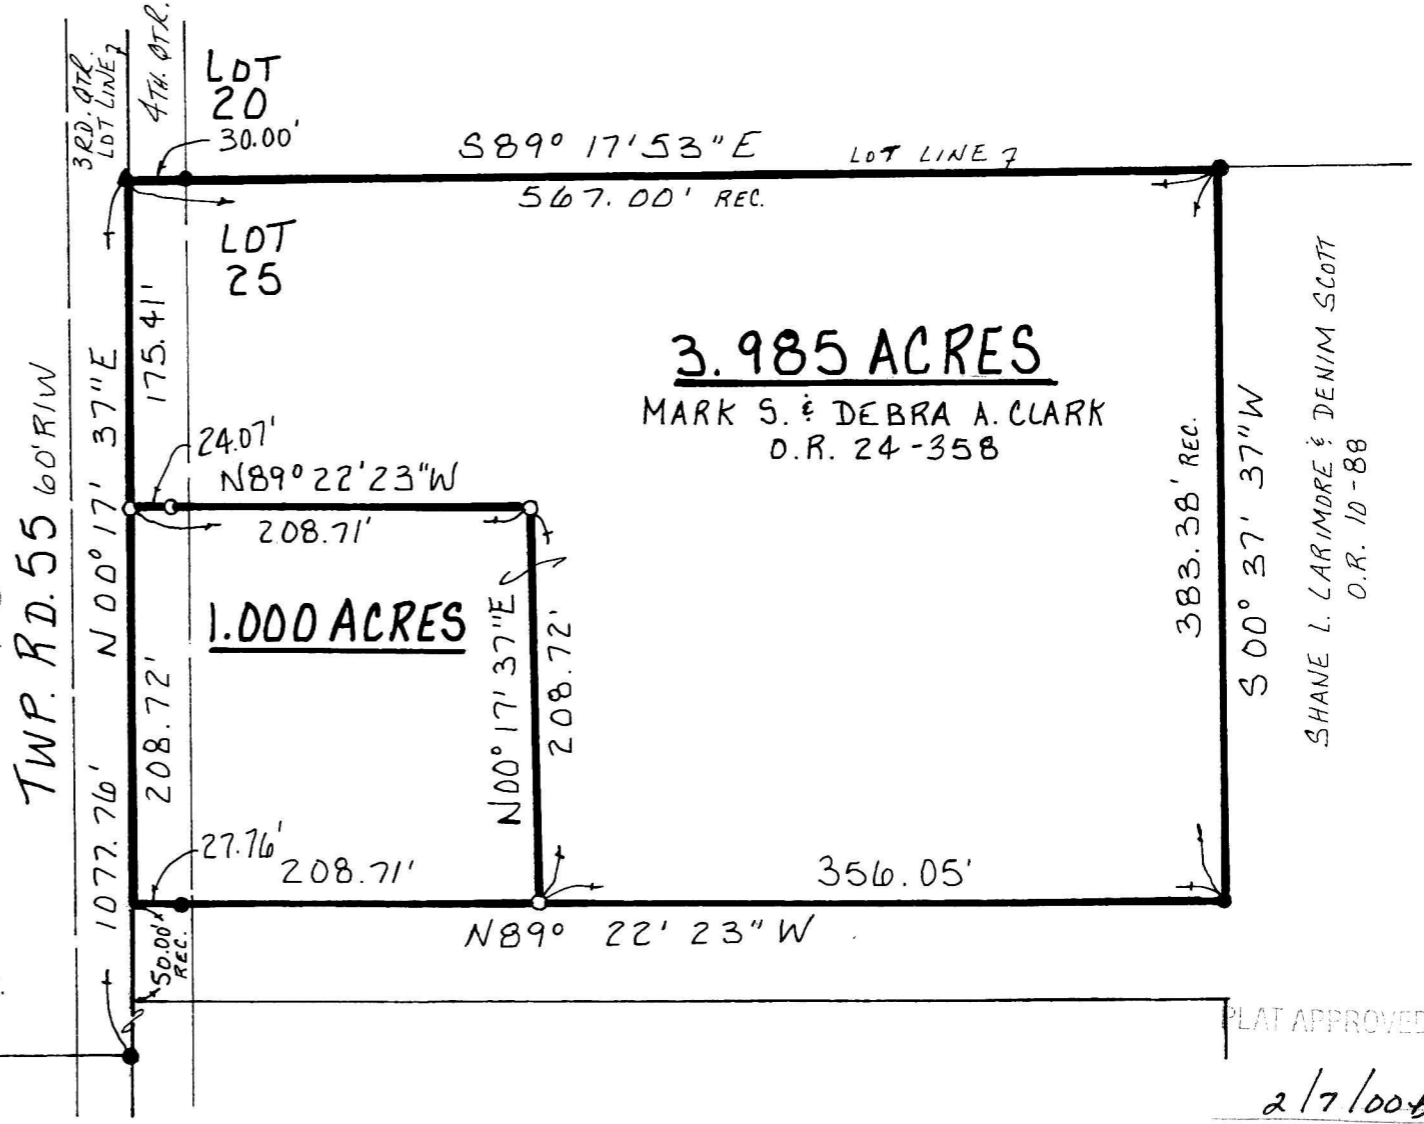 3RD. QTR.
LOT LINE 7
4TH. QTR.
LOT
20
30.00'
S89° 17'53"E
LOT LINE 7
567.00' REC.
LOT
25
175.41'
N00° 17' 37"E
3.985 ACRES
MARK S. & DEBRA A. CLARK
O.R. 24-358
24.07'
N89° 22' 23"W
208.71'
TWP. RD. 55 60' R/W
1.000 ACRES
N00° 17' 37"E
208.72'
208.72'
383.38' REC.
S 00° 37' 37"W
SHANE L. LARIMORE & DENIM SCOTT
O.R. 10-88
1077.76'
27.76'
208.71'
356.05'
N89° 22' 23" W
50.00'
REC.
PLAT APPROVED
2/7/00